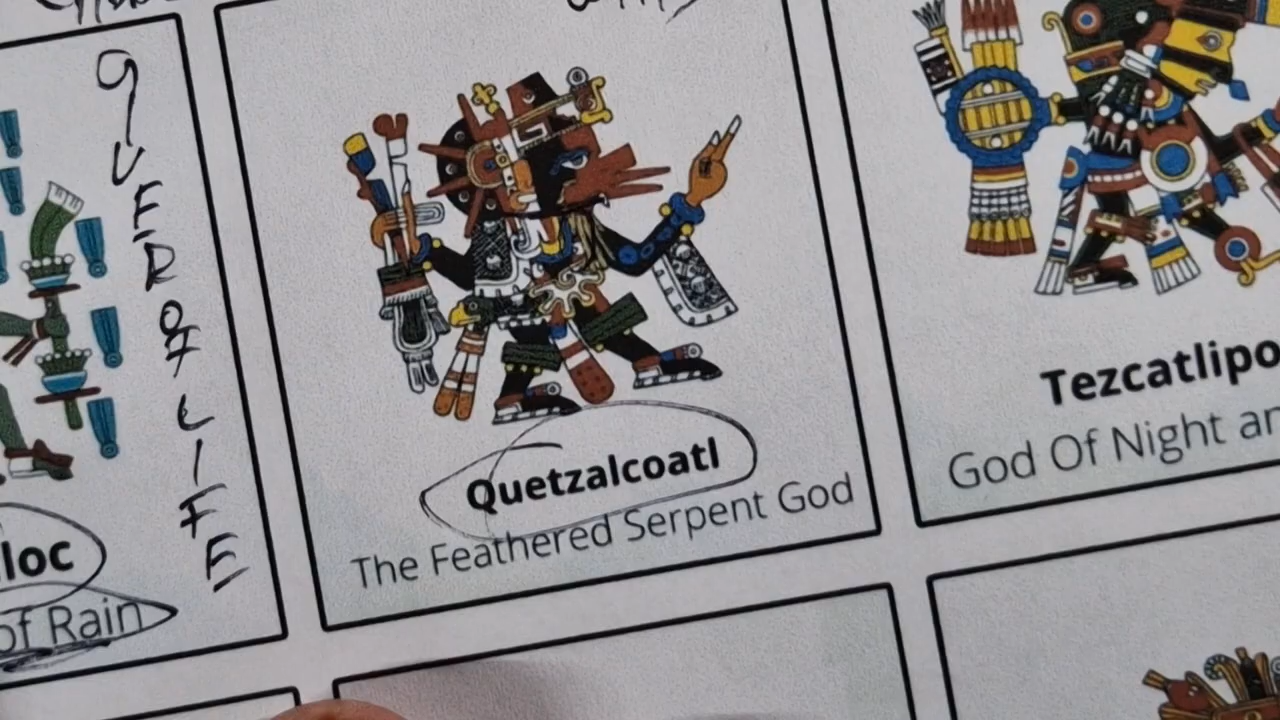 GIVER of LIFE
loc
of Rain
Quetzalcoatl
The Feathered Serpent God
Tezcatlipo
God Of Night an